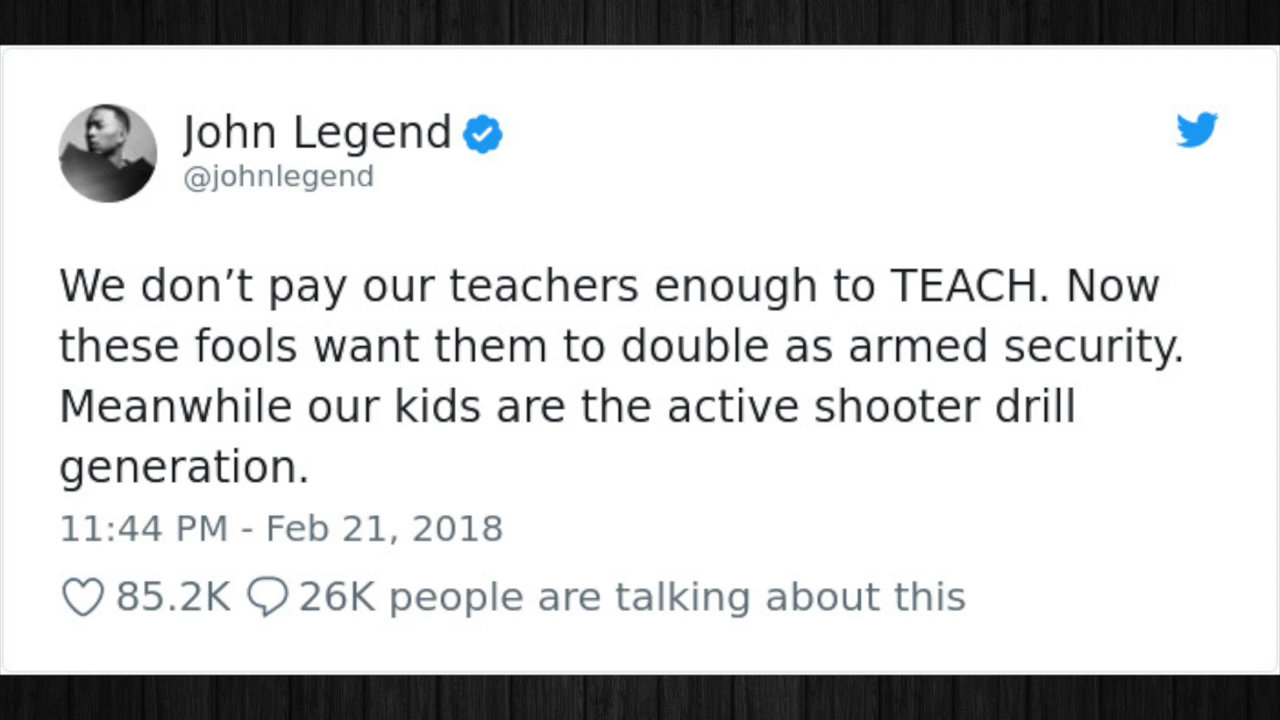 John Legend
@johnlegend
We don’t pay our teachers enough to TEACH. Now
these fools want them to double as armed security.
Meanwhile our kids are the active shooter drill
generation.
11:44 PM - Feb 21, 2018
85.2K 26K people are talking about this